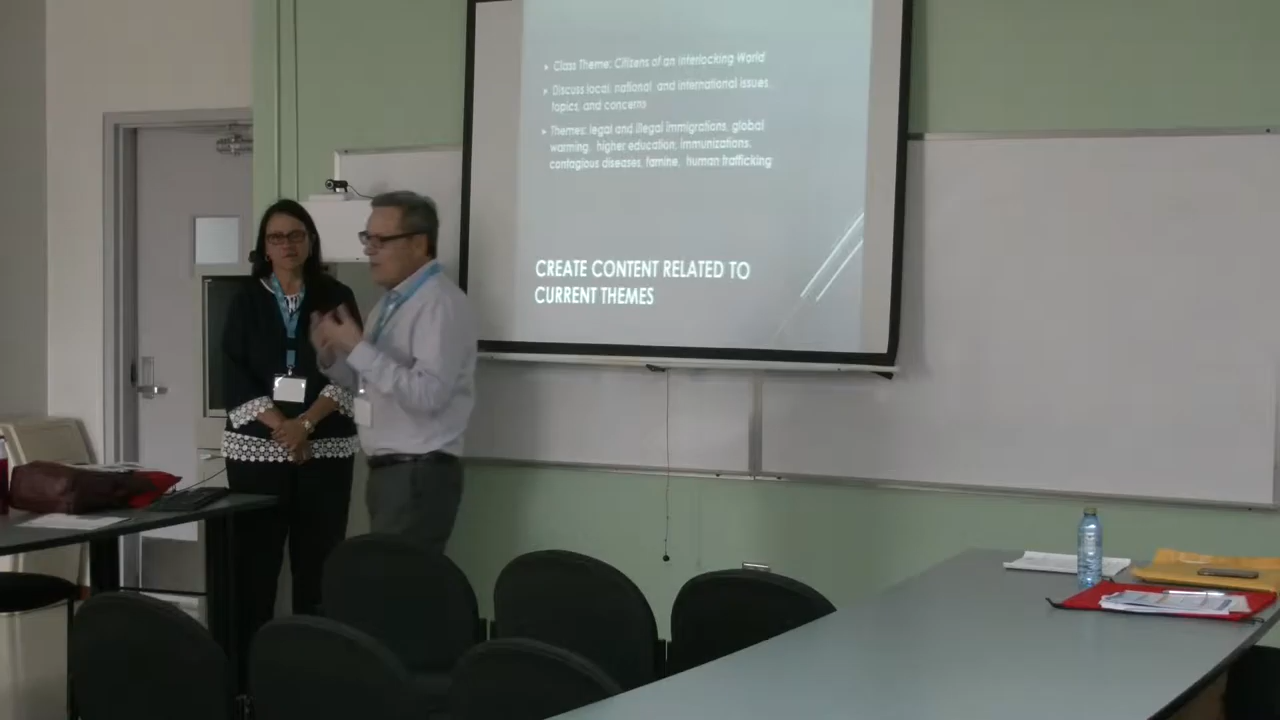 ▸ Class Theme: Citizens of an Interlocking World
▸ Discuss local, national and international issues,
topics, and concerns
▸ Themes: legal and illegal immigrations, global
warming, higher education, immunizations,
contagious diseases, famine, human trafficking
CREATE CONTENT RELATED TO
CURRENT THEMES